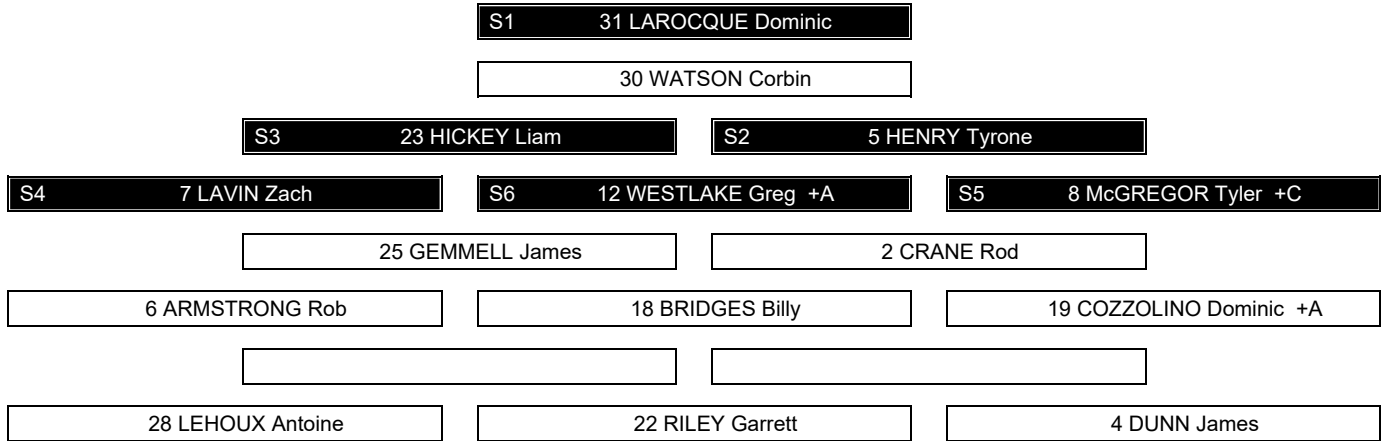 S1 31 LAROCQUE Dominic
30 WATSON Corbin
S3 23 HICKEY Liam S2 5 HENRY Tyrone
S4 7 LAVIN Zach S6 12 WESTLAKE Greg +A S5 8 McGREGOR Tyler +C
25 GEMMELL James 2 CRANE Rod
6 ARMSTRONG Rob 18 BRIDGES Billy 19 COZZOLINO Dominic +A
28 LEHOUX Antoine 22 RILEY Garrett 4 DUNN James